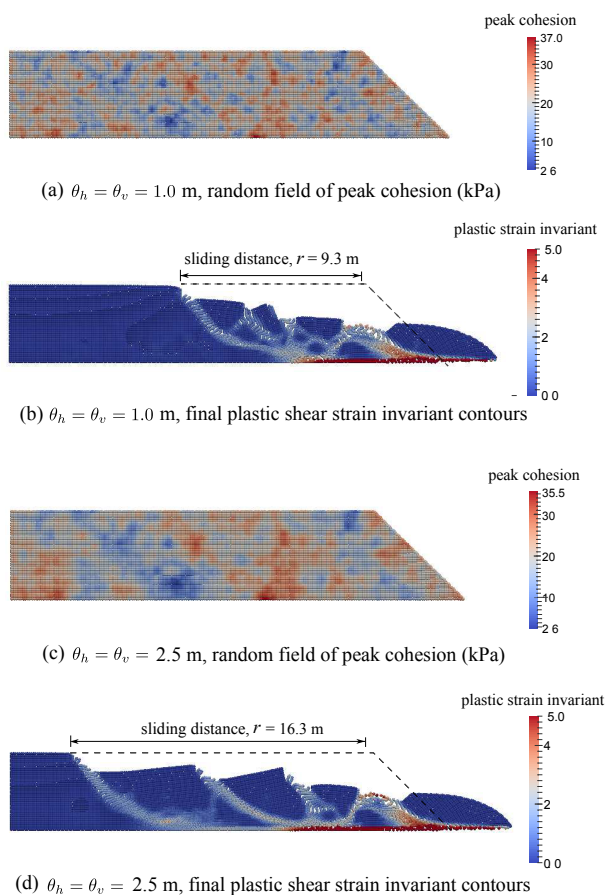 peak cohesion
37.0
30
20
10
2 6
(a) θh = θv = 1.0 m, random field of peak cohesion (kPa)
plastic strain invariant
sliding distance, r = 9.3 m
5.0
4
2
0 0
(b) θh = θv = 1.0 m, final plastic shear strain invariant contours
peak cohesion
35.5
30
20
10
2 6
(c) θh = θv = 2.5 m, random field of peak cohesion (kPa)
plastic strain invariant
sliding distance, r = 16.3 m
5.0
4
2
0 0
(d) θh = θv = 2.5 m, final plastic shear strain invariant contours